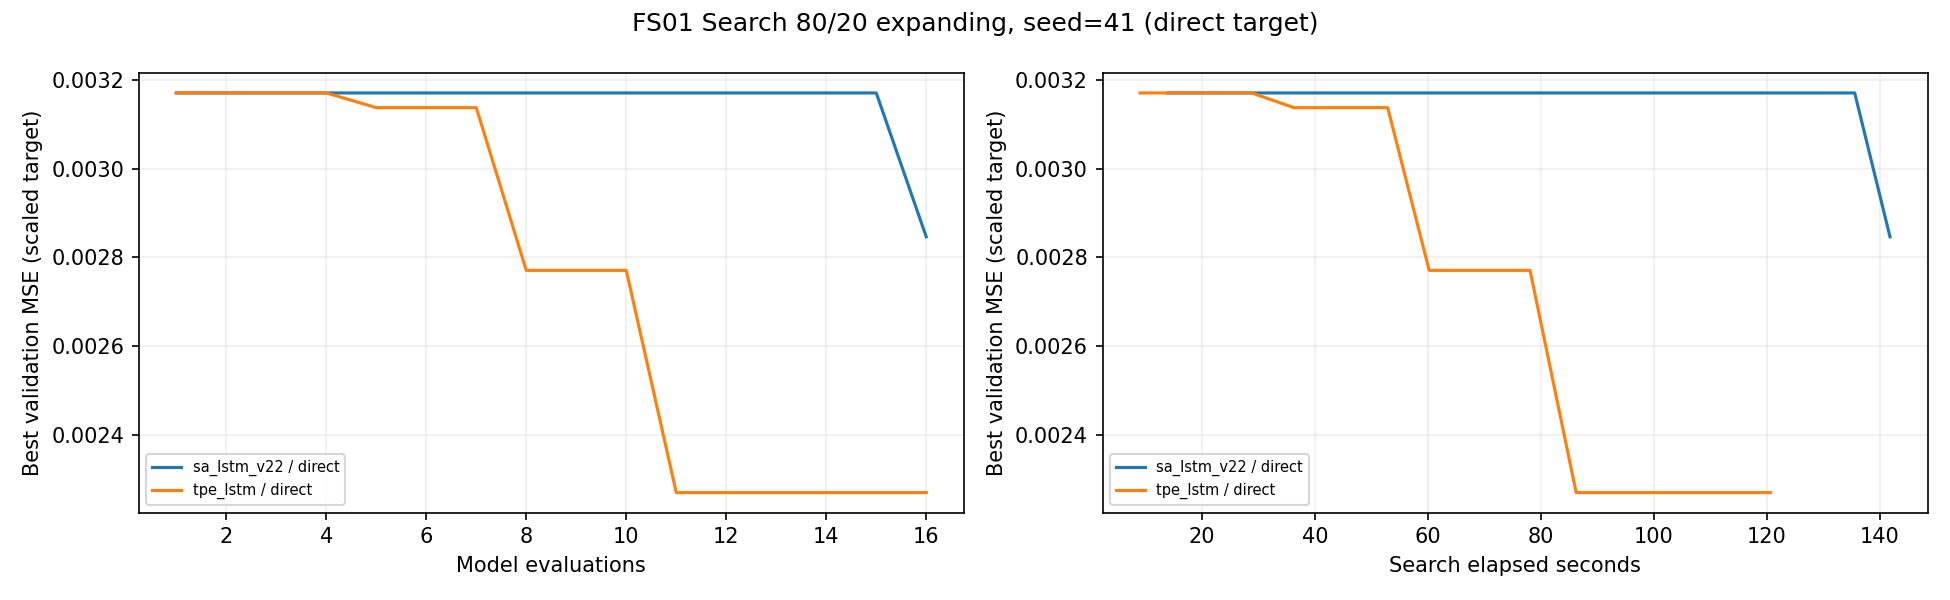 FS01 Search 80/20 expanding, seed=41 (direct target)
Best validation MSE (scaled target)
0.0032
0.0030
0.0028
0.0026
0.0024
sa_lstm_v22 / direct
tpe_lstm / direct
2 4 6 8 10 12 14 16
Model evaluations
Best validation MSE (scaled target)
0.0032
0.0030
0.0028
0.0026
0.0024
sa_lstm_v22 / direct
tpe_lstm / direct
20 40 60 80 100 120 140
Search elapsed seconds